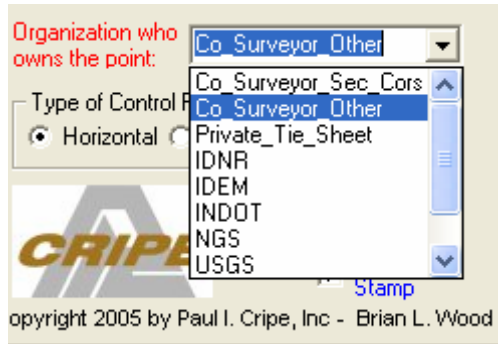 Organization who
owns the point:
Co_Surveyor_Other
Co_Surveyor_Sec_Cors
Type of Control
Co_Surveyor_Other
Horizontal
Private_Tie_Sheet
IDNR
IDEM
INDOT
NGS
USGS
CRIPE
Stamp
opyright 2005 by Paul I. Cripe, Inc - Brian L. Wood